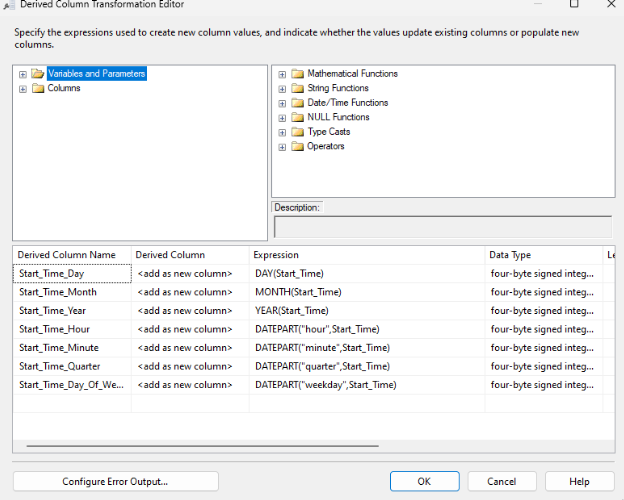 Derived Column Transformation Editor
Specify the expressions used to create new column values, and indicate whether the values update existing columns or populate new
columns.
Variables and Parameters
Columns
Mathematical Functions
String Functions
Date/Time Functions
NULL Functions
Type Casts
Operators
Description:
Derived Column Name Derived Column Expression Data Type Le
Start_Time_Day <add as new column> DAY(Start_Time) four-byte signed integ...
Start_Time_Month <add as new column> MONTH(Start_Time) four-byte signed integ...
Start_Time_Year <add as new column> YEAR(Start_Time) four-byte signed integ...
Start_Time_Hour <add as new column> DATEPART("hour",Start_Time) four-byte signed integ...
Start_Time_Minute <add as new column> DATEPART("minute",Start_Time) four-byte signed integ...
Start_Time_Quarter <add as new column> DATEPART("quarter",Start_Time) four-byte signed integ...
Start_Time_Day_Of_We... <add as new column> DATEPART("weekday",Start_Time) four-byte signed integ...
Configure Error Output... OK Cancel Help